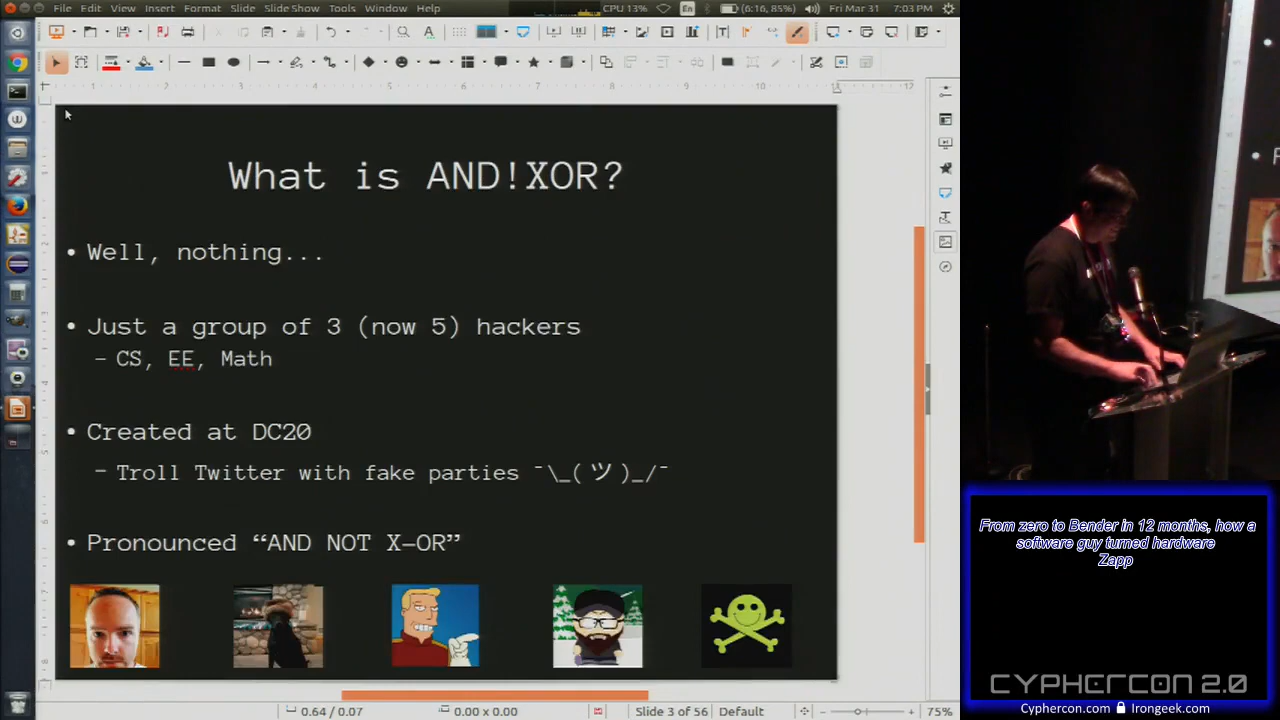 File Edit View Insert Format Slide Slide Show Tools Window Help
CPU 13% En (6:16, 85%) Fri Mar 31 7:03 PM
What is AND!XOR?
• Well, nothing...
• Just a group of 3 (now 5) hackers
– CS, EE, Math
• Created at DC20
– Troll Twitter with fake parties ¯\_(ツ)_/¯
• Pronounced “AND NOT X–OR”
0.64 / 0.07 0.00 x 0.00 Slide 3 of 56 Default 75%
From zero to Bender in 12 months, how a
software guy turned hardware
Zapp
CYPHERCON 2.0
Cyphercon.com Irongeek.com